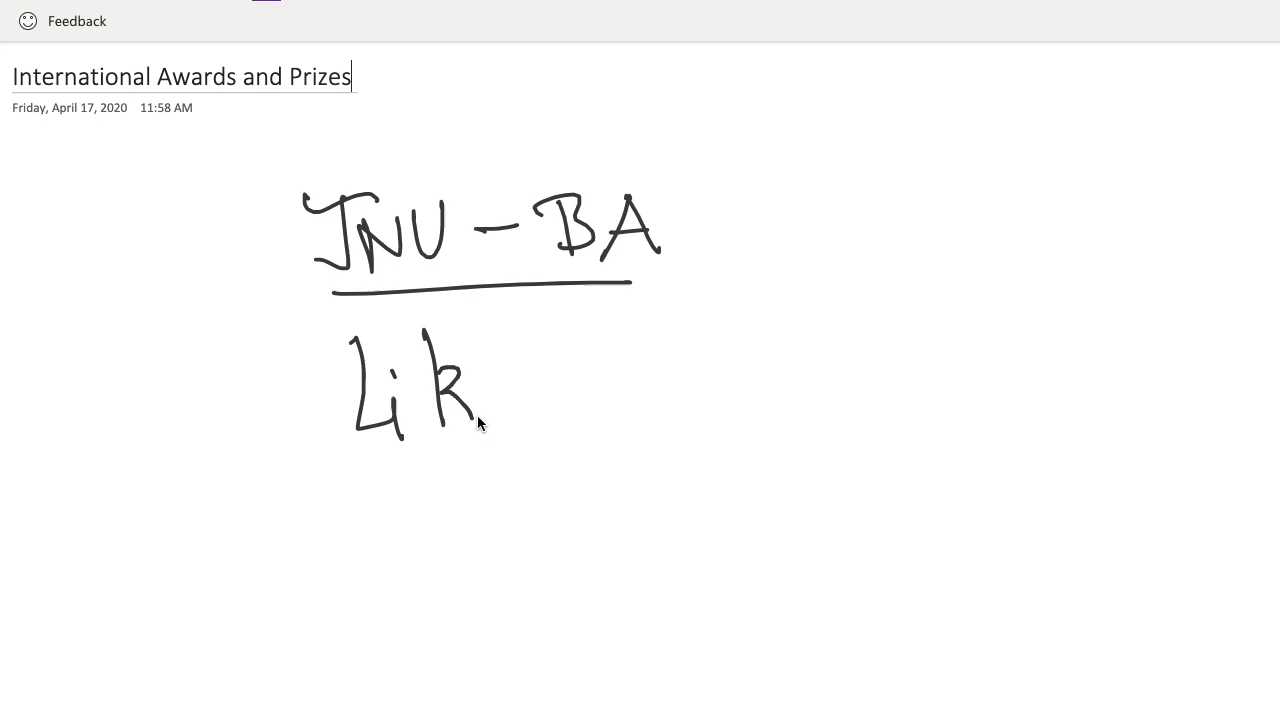 Feedback
International Awards and Prizes
Friday, April 17, 2020 11:58 AM
JNU - BA
Lik